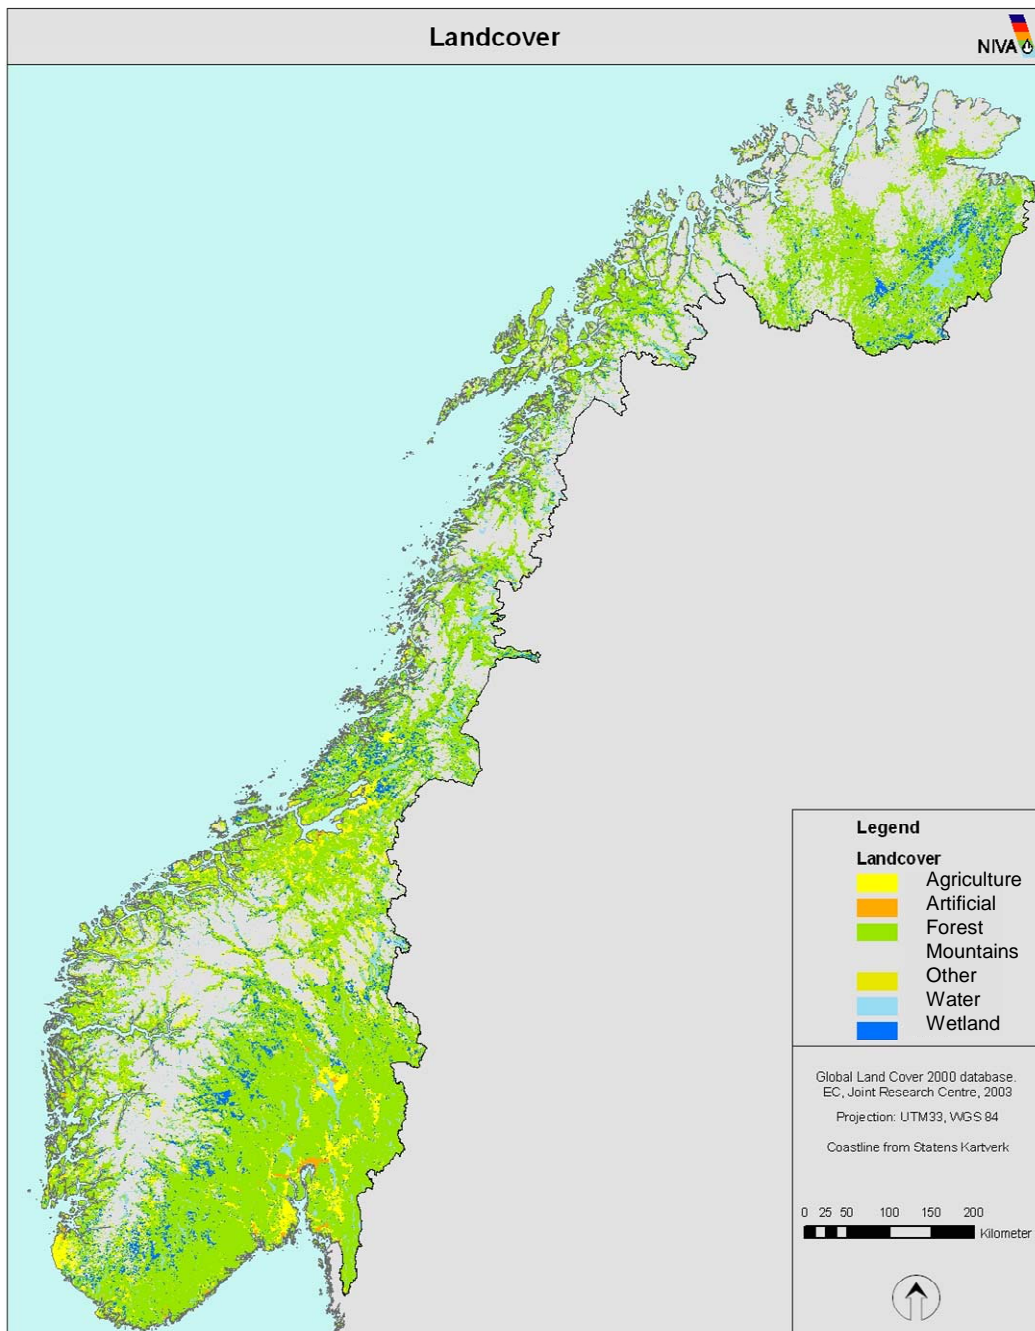 Landcover
NIVA
Legend
Landcover
Agriculture
Artificial
Forest
Mountains
Other
Water
Wetland
Global Land Cover 2000 database.
EC, Joint Research Centre, 2003
Projection: UTM33, WGS 84
Coastline from Statens Kartverk
0 25 50 100 150 200
Kilometer